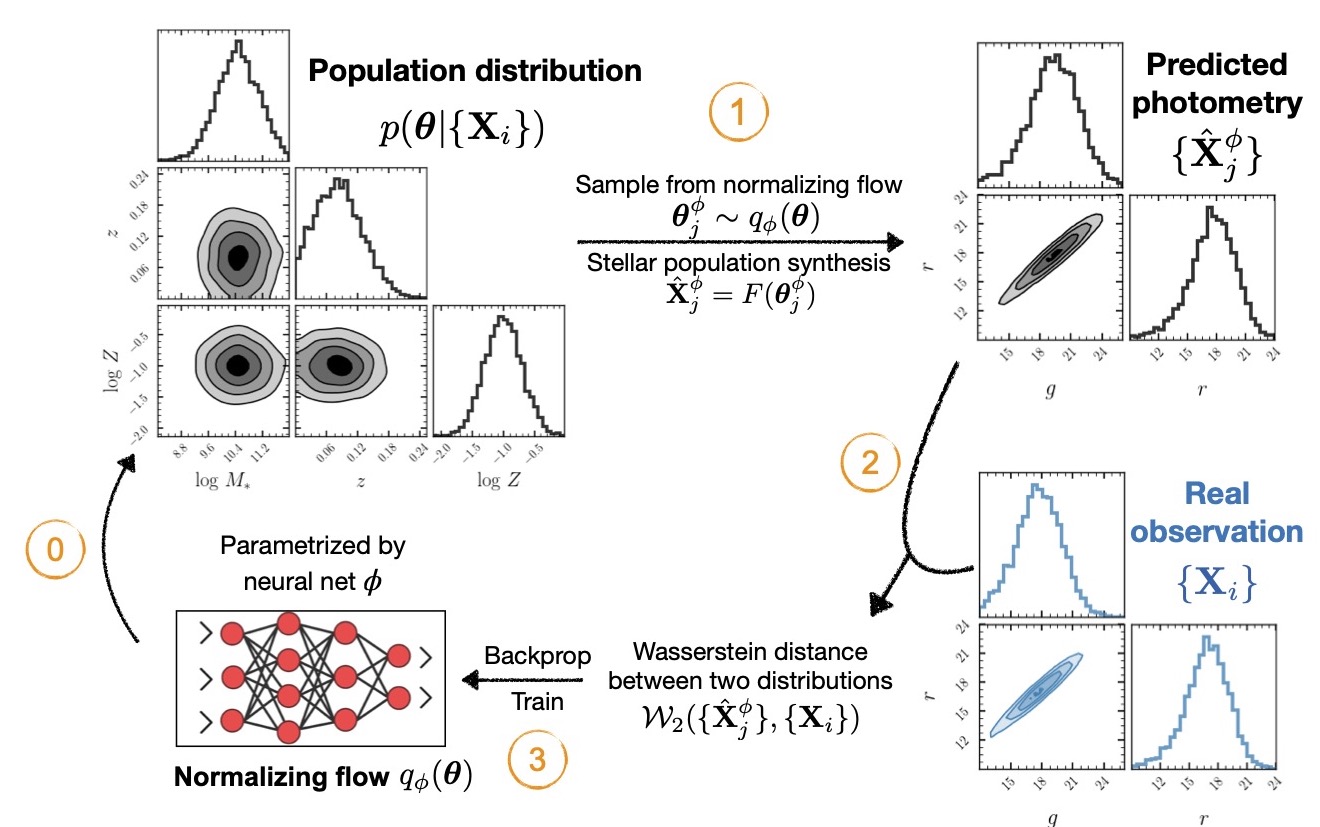 Population distribution
p(θ|{X_i})
0.24
0.18
0.12
0.06
z
-0.5
-1.0
-1.5
-2.0
log Z
8.8 9.6 10.4 11.2
log M_*
0.06 0.12 0.18 0.24
z
-2.0 -1.5 -1.0 -0.5
log Z
1
Sample from normalizing flow
θ_j^ϕ ∼ q_ϕ(θ)
Stellar population synthesis
X̂_j^ϕ = F(θ_j^ϕ)
Predicted
photometry
{X̂_j^ϕ}
24
21
18
15
12
r
15 18 21 24
g
12 15 18 21 24
r
2
Real
observation
{X_i}
24
21
18
15
12
r
15 18 21 24
g
12 15 18 21 24
r
Wasserstein distance
between two distributions
𝒲_2({X̂_j^ϕ}, {X_i})
Backprop
Train
3
0
Parametrized by
neural net ϕ
Normalizing flow q_ϕ(θ)